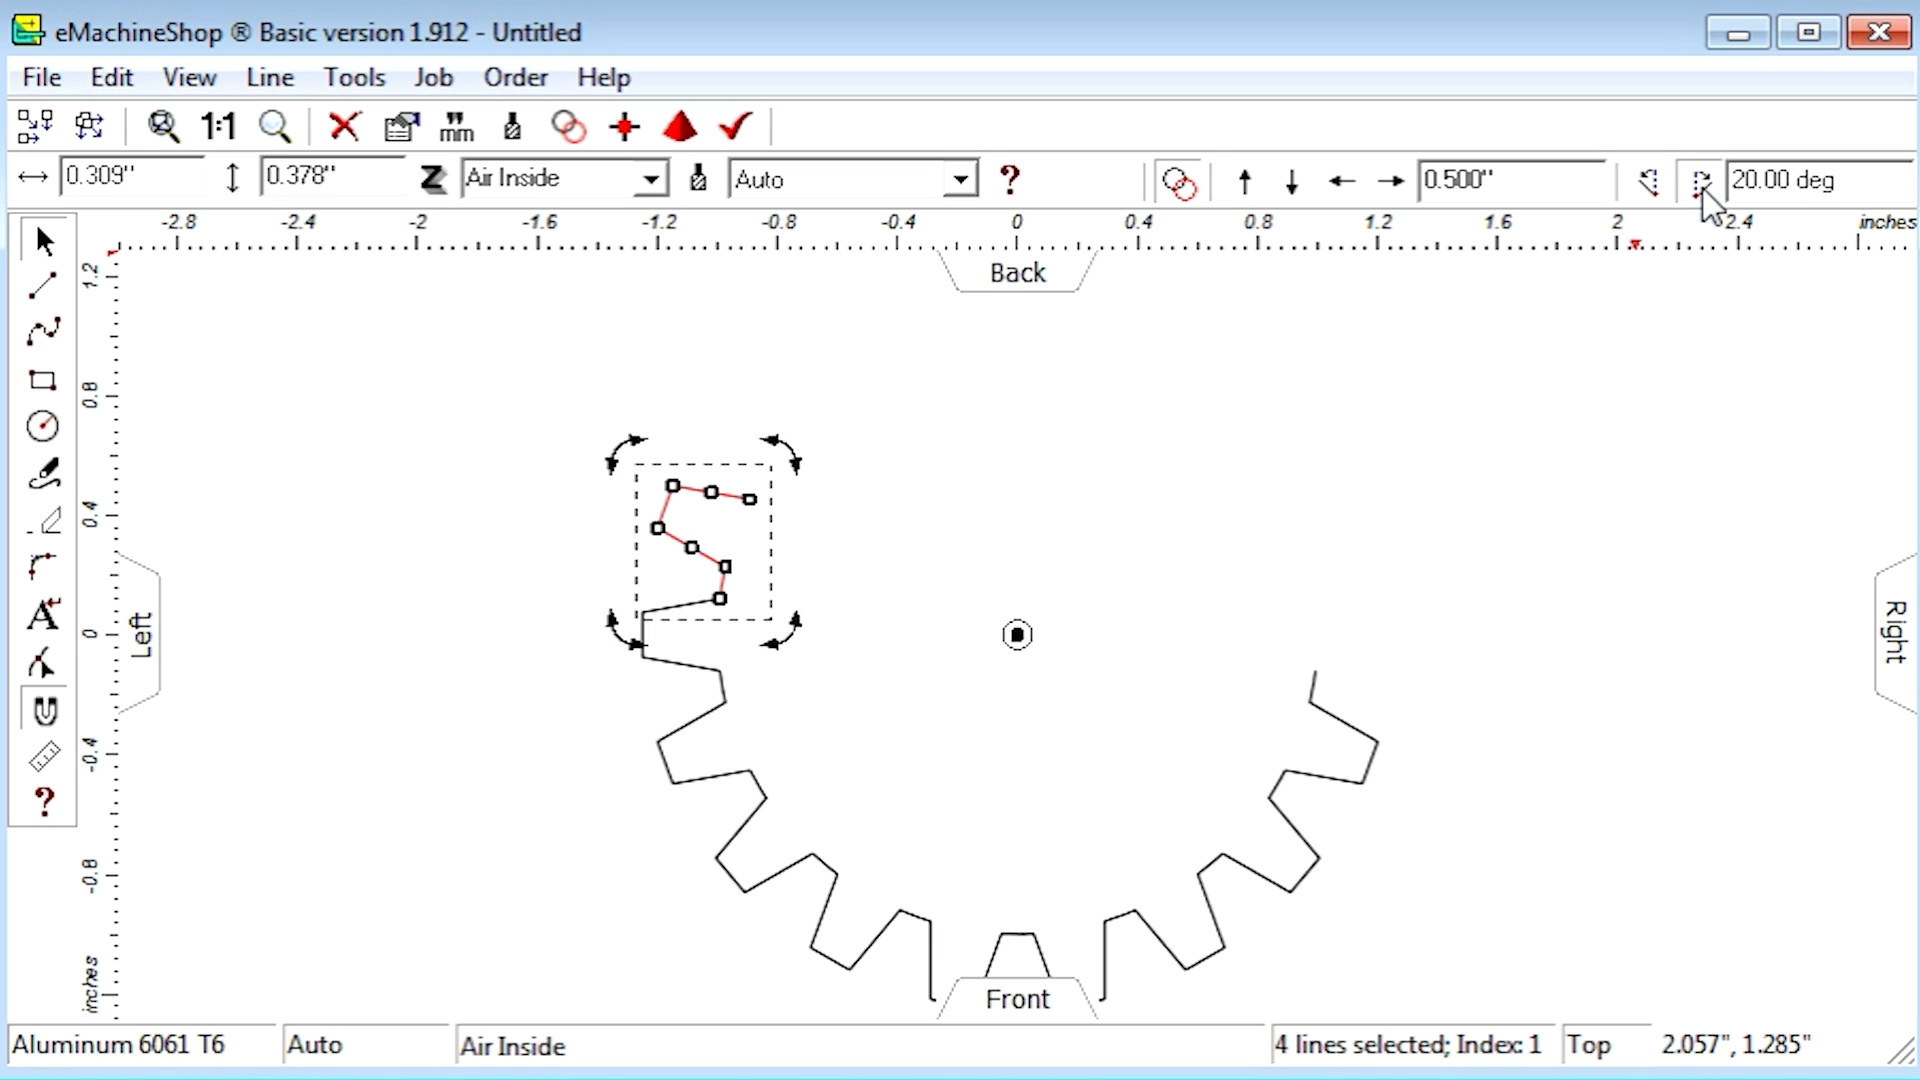 eMachineShop ® Basic version 1.912 - Untitled
File Edit View Line Tools Job Order Help
1:1 " mm
0.309" 0.378" Z Air Inside Auto ? 0.500" 20.00 deg
-2.8 -2.4 -2 -1.6 -1.2 -0.8 -0.4 0 0.4 0.8 1.2 1.6 2 2.4 inches
1.2
0.8
0.4
0
-0.4
-0.8
inches
A
?
Back
Left
Right
Front
Aluminum 6061 T6 Auto Air Inside 4 lines selected; Index: 1 Top 2.057", 1.285"